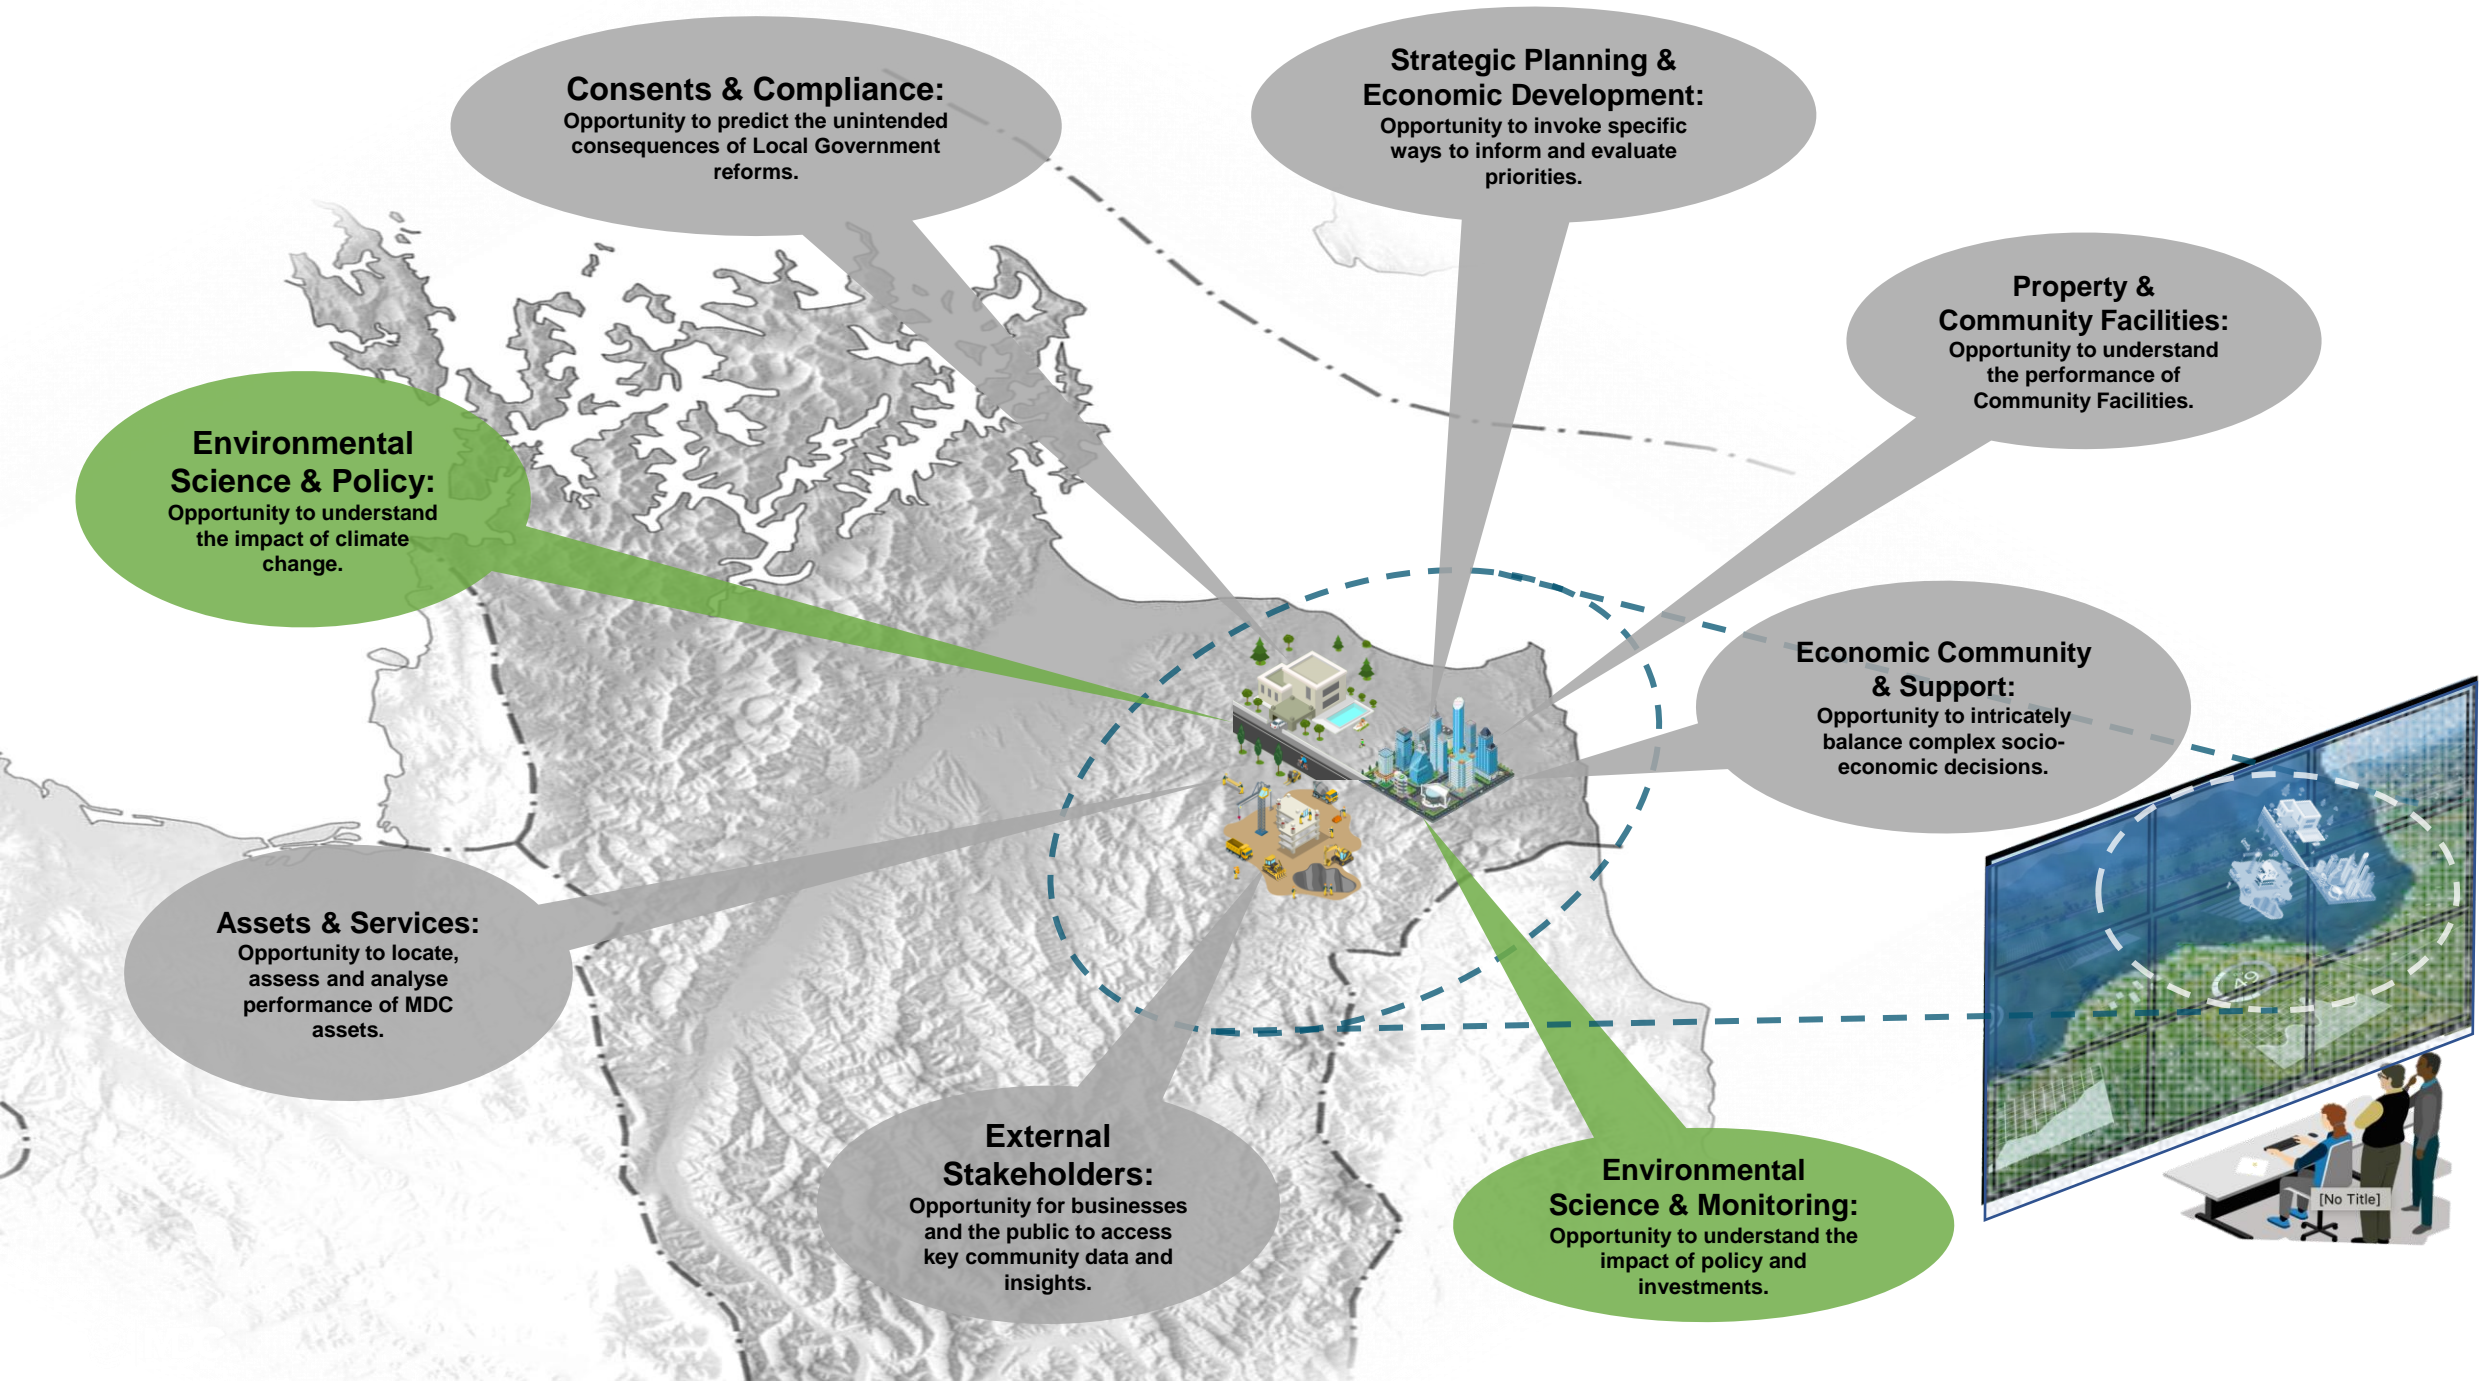 Consents & Compliance:
Opportunity to predict the unintended
consequences of Local Government
reforms.
Strategic Planning &
Economic Development:
Opportunity to invoke specific
ways to inform and evaluate
priorities.
Property &
Community Facilities:
Opportunity to understand
the performance of
Community Facilities.
Environmental
Science & Policy:
Opportunity to understand
the impact of climate
change.
Economic Community
& Support:
Opportunity to intricately
balance complex socio-
economic decisions.
Assets & Services:
Opportunity to locate,
assess and analyse
performance of MDC
assets.
External
Stakeholders:
Opportunity for businesses
and the public to access
key community data and
insights.
Environmental
Science & Monitoring:
Opportunity to understand the
impact of policy and
investments.
49
[No Title]